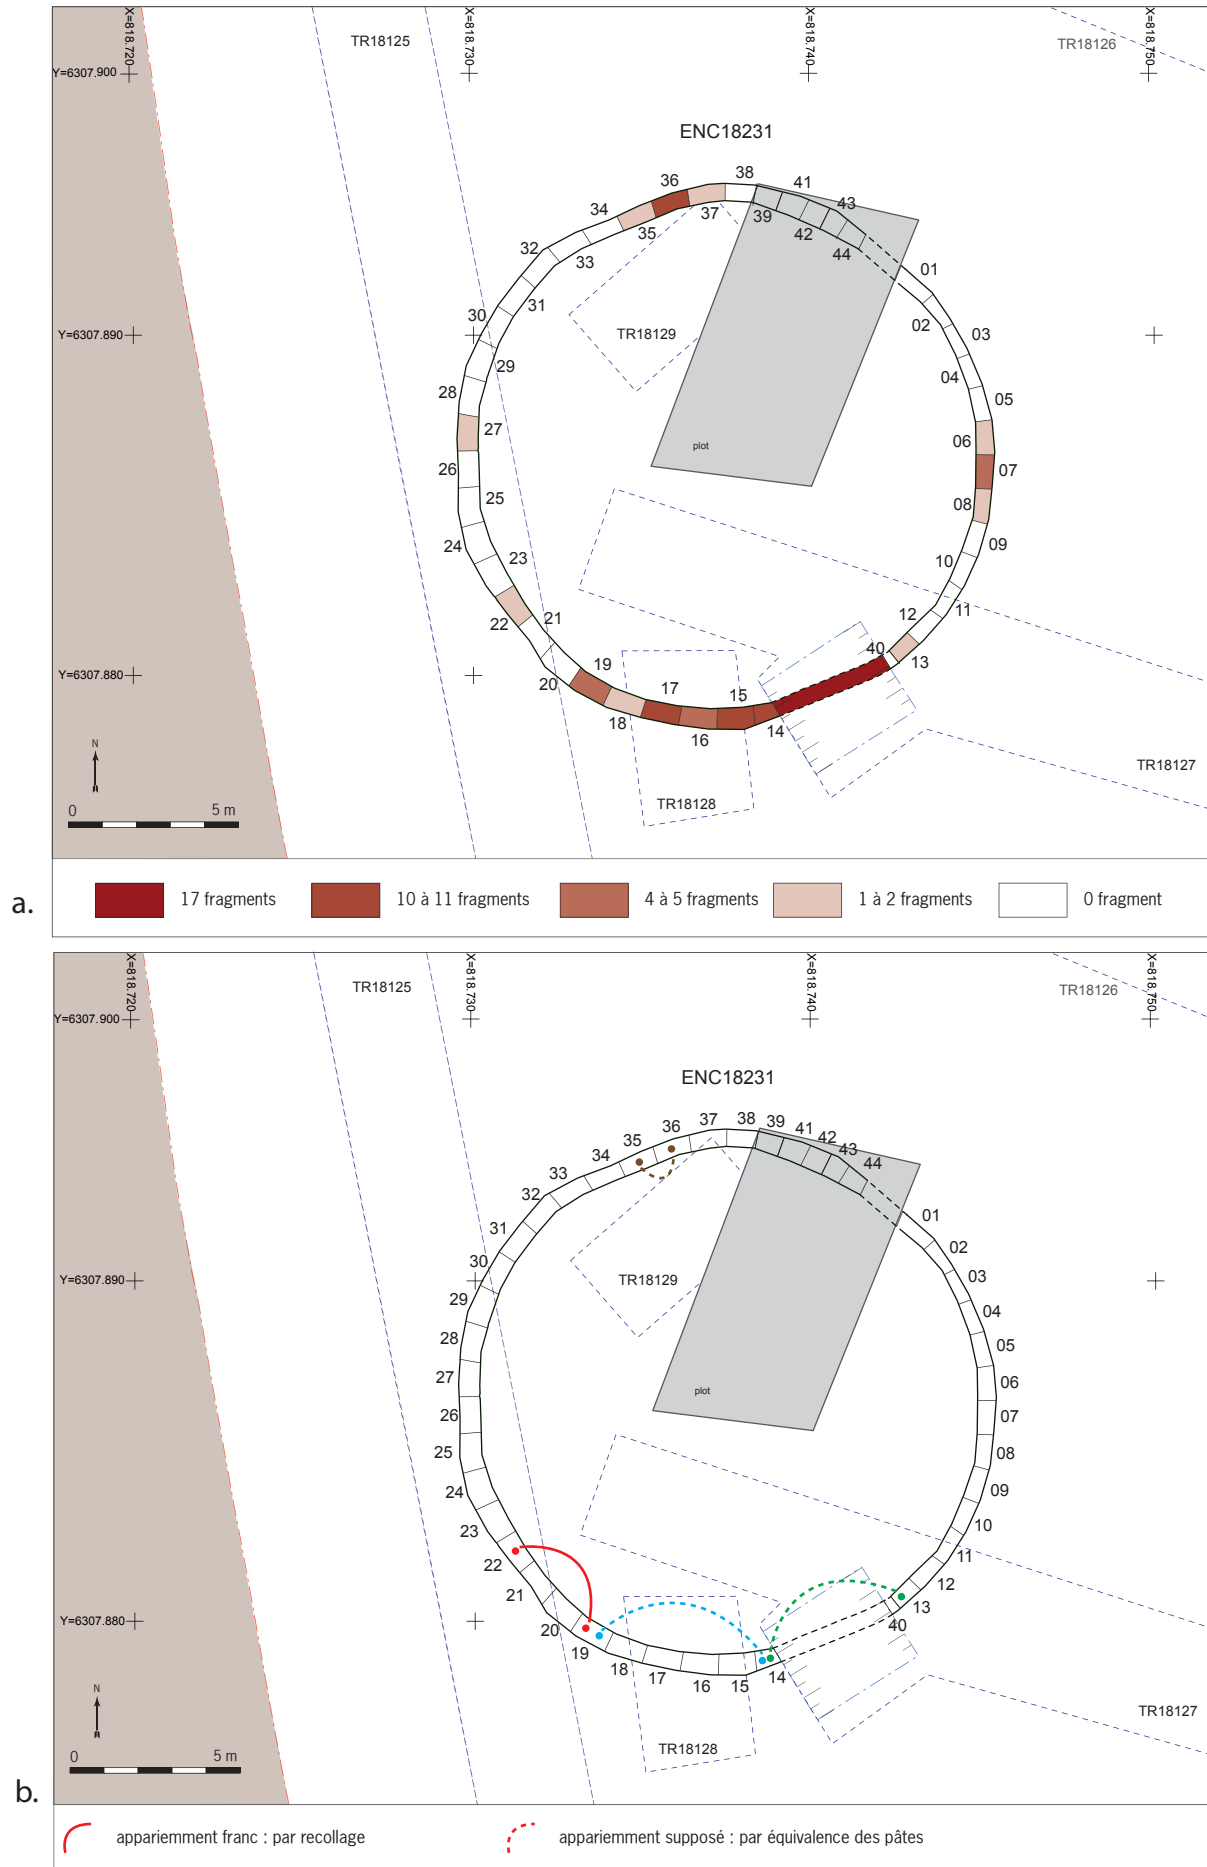 X=818.720
X=818.730
X=818.740
X=818.750
TR18125
TR18126
Y=6307.900
ENC18231
38
41
36
43
37
39
34
35
42
32
33
44
01
31
02
30
03
Y=6307.890
TR18129
29
04
28
05
27
plot
06
26
07
25
08
24
09
23
10
22
21
12
11
40
13
Y=6307.880
20
19
17
15
18
16
14
N
TR18127
TR18128
0
5 m
a.
17 fragments
10 à 11 fragments
4 à 5 fragments
1 à 2 fragments
0 fragment
X=818.720
X=818.730
X=818.740
X=818.750
TR18125
TR18126
Y=6307.900
ENC18231
37
38
39
36
41
35
42
34
43
33
44
32
01
31
02
30
03
Y=6307.890
TR18129
29
04
28
05
27
plot
06
26
07
25
08
24
09
23
10
22
11
21
12
13
Y=6307.880
20
40
19
18
17
16
15
14
N
TR18127
TR18128
0
5 m
b.
appariemment franc : par recollage
appariemment supposé : par équivalence des pâtes